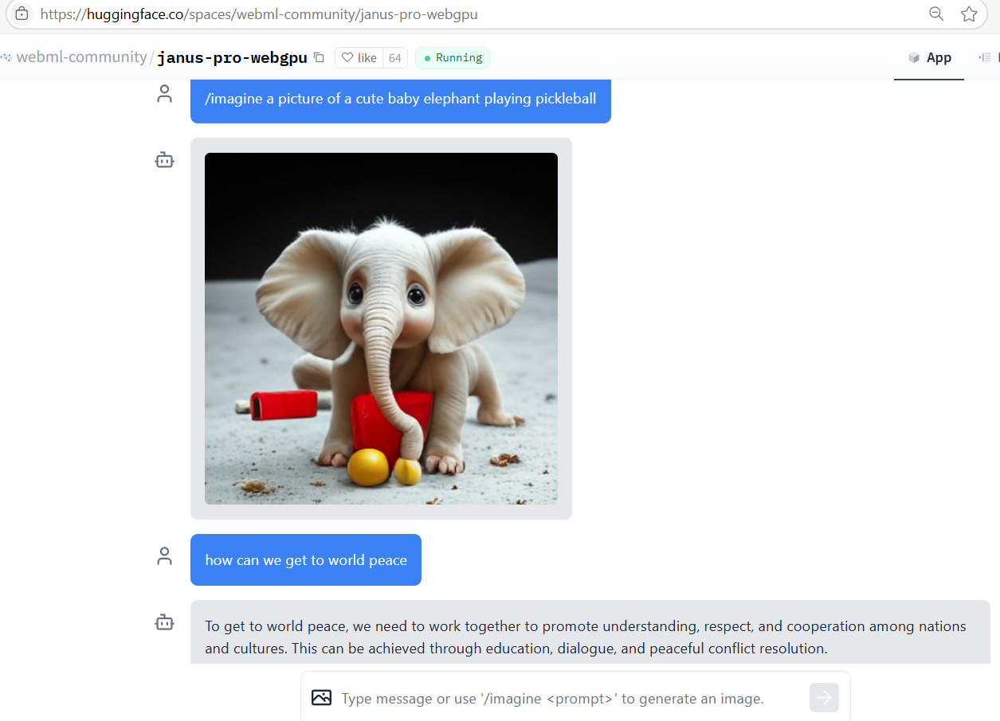 https://huggingface.co/spaces/webml-community/janus-pro-webgpu
webml-community/janus-pro-webgpu like 64 Running App
/imagine a picture of a cute baby elephant playing pickleball
how can we get to world peace
To get to world peace, we need to work together to promote understanding, respect, and cooperation among nations
and cultures. This can be achieved through education, dialogue, and peaceful conflict resolution.
Type message or use '/imagine <prompt>' to generate an image.